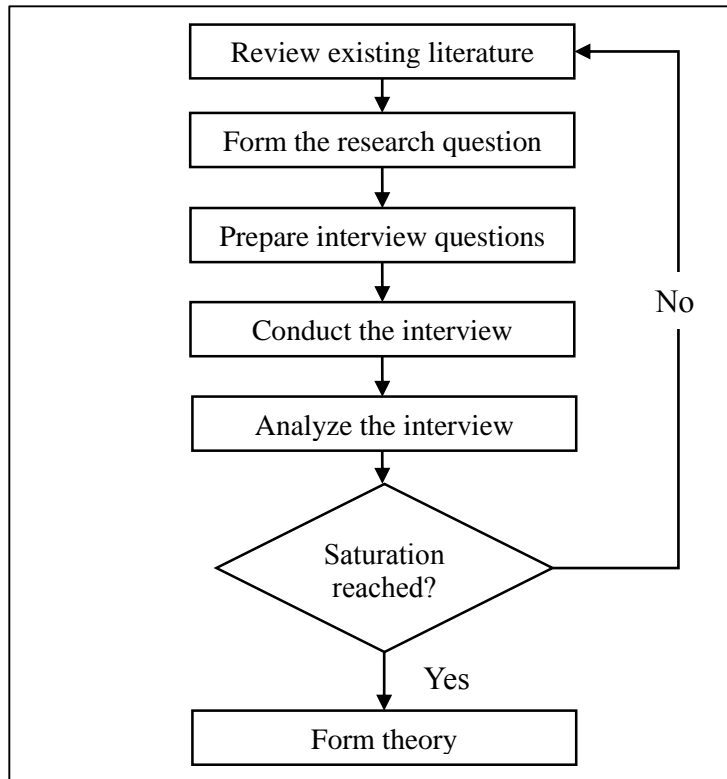 Review existing literature
Form the research question
Prepare interview questions
No
Conduct the interview
Analyze the interview
Saturation
reached?
Yes
Form theory